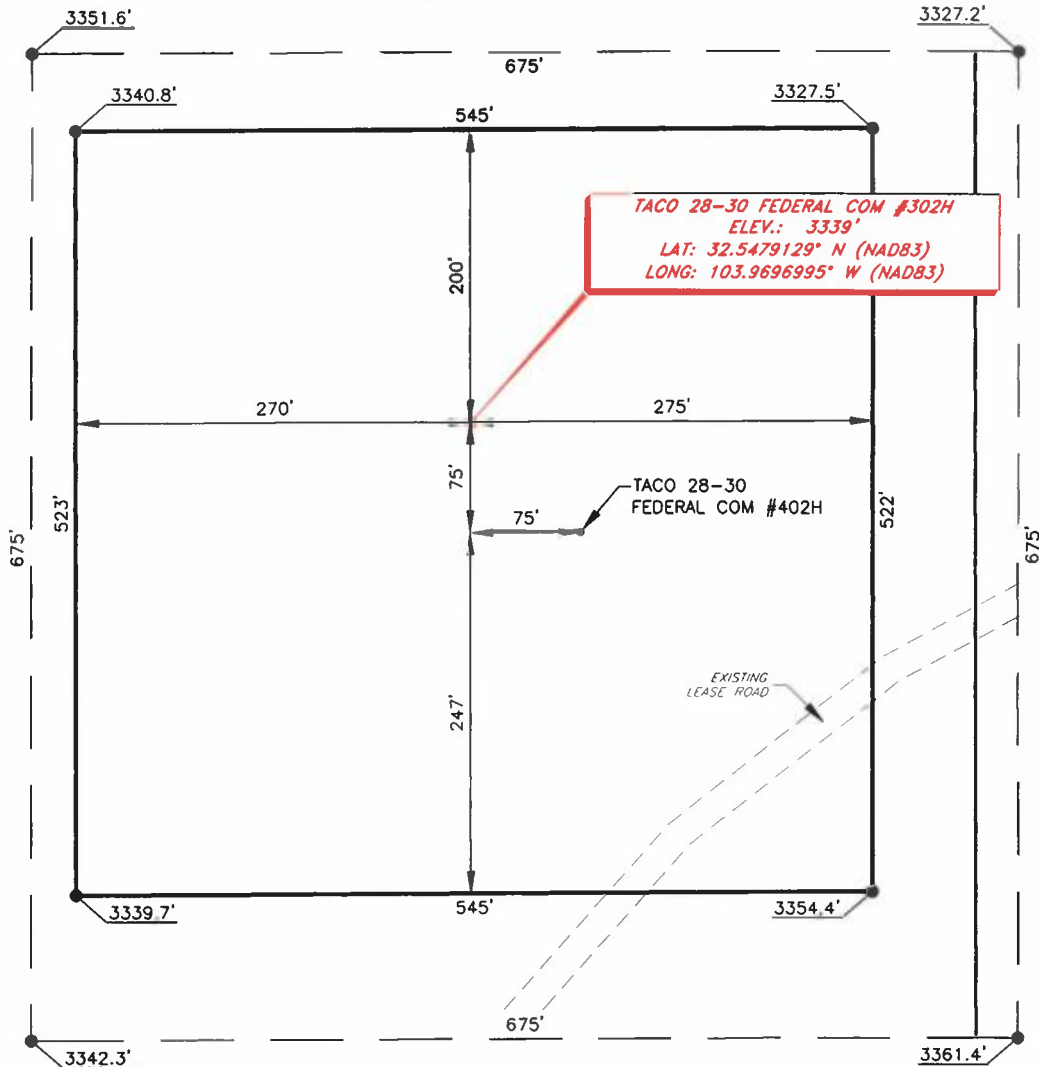 3351.6'
3327.2'
675'
3340.8'
3327.5'
545'
TACO 28-30 FEDERAL COM #302H
ELEV.: 3339'
LAT: 32.5479129° N (NAD83)
LONG: 103.9696995° W (NAD83)
200'
270'
275'
75'
TACO 28-30
FEDERAL COM #402H
75'
523'
522'
675'
675'
EXISTING
LEASE ROAD
247'
3339.7'
545'
3354.4'
675'
3342.3'
3361.4'